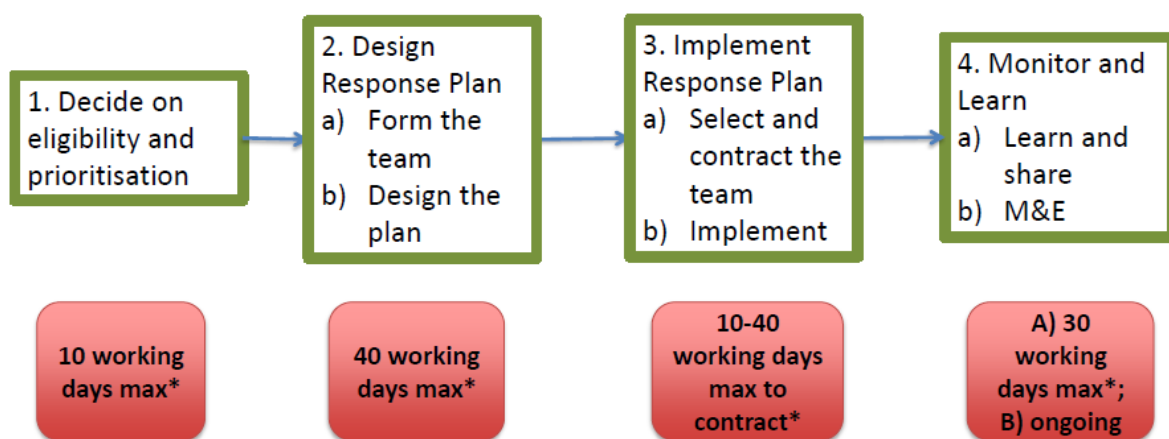 1. Decide on
eligibility and
prioritisation
2. Design
Response Plan
a) Form the
team
b) Design the
plan
3. Implement
Response Plan
a) Select and
contract the
team
b) Implement
4. Monitor and
Learn
a) Learn and
share
b) M&E
10 working
days max*
40 working
days max*
10-40
working days
max to
contract*
A) 30
working
days max*;
B) ongoing